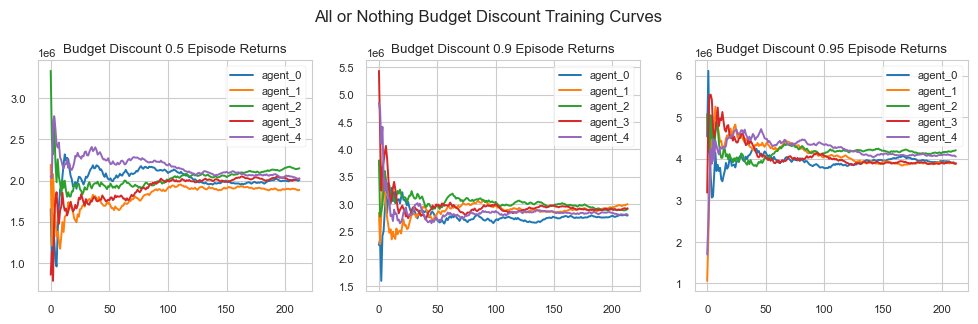 All or Nothing Budget Discount Training Curves
Budget Discount 0.5 Episode Returns
1e6
3.0
2.5
2.0
1.5
1.0
0
50
100
150
200
agent_0
agent_1
agent_2
agent_3
agent_4
Budget Discount 0.9 Episode Returns
1e6
5.5
5.0
4.5
4.0
3.5
3.0
2.5
2.0
1.5
0
50
100
150
200
agent_0
agent_1
agent_2
agent_3
agent_4
Budget Discount 0.95 Episode Returns
1e6
6
5
4
3
2
1
0
50
100
150
200
agent_0
agent_1
agent_2
agent_3
agent_4